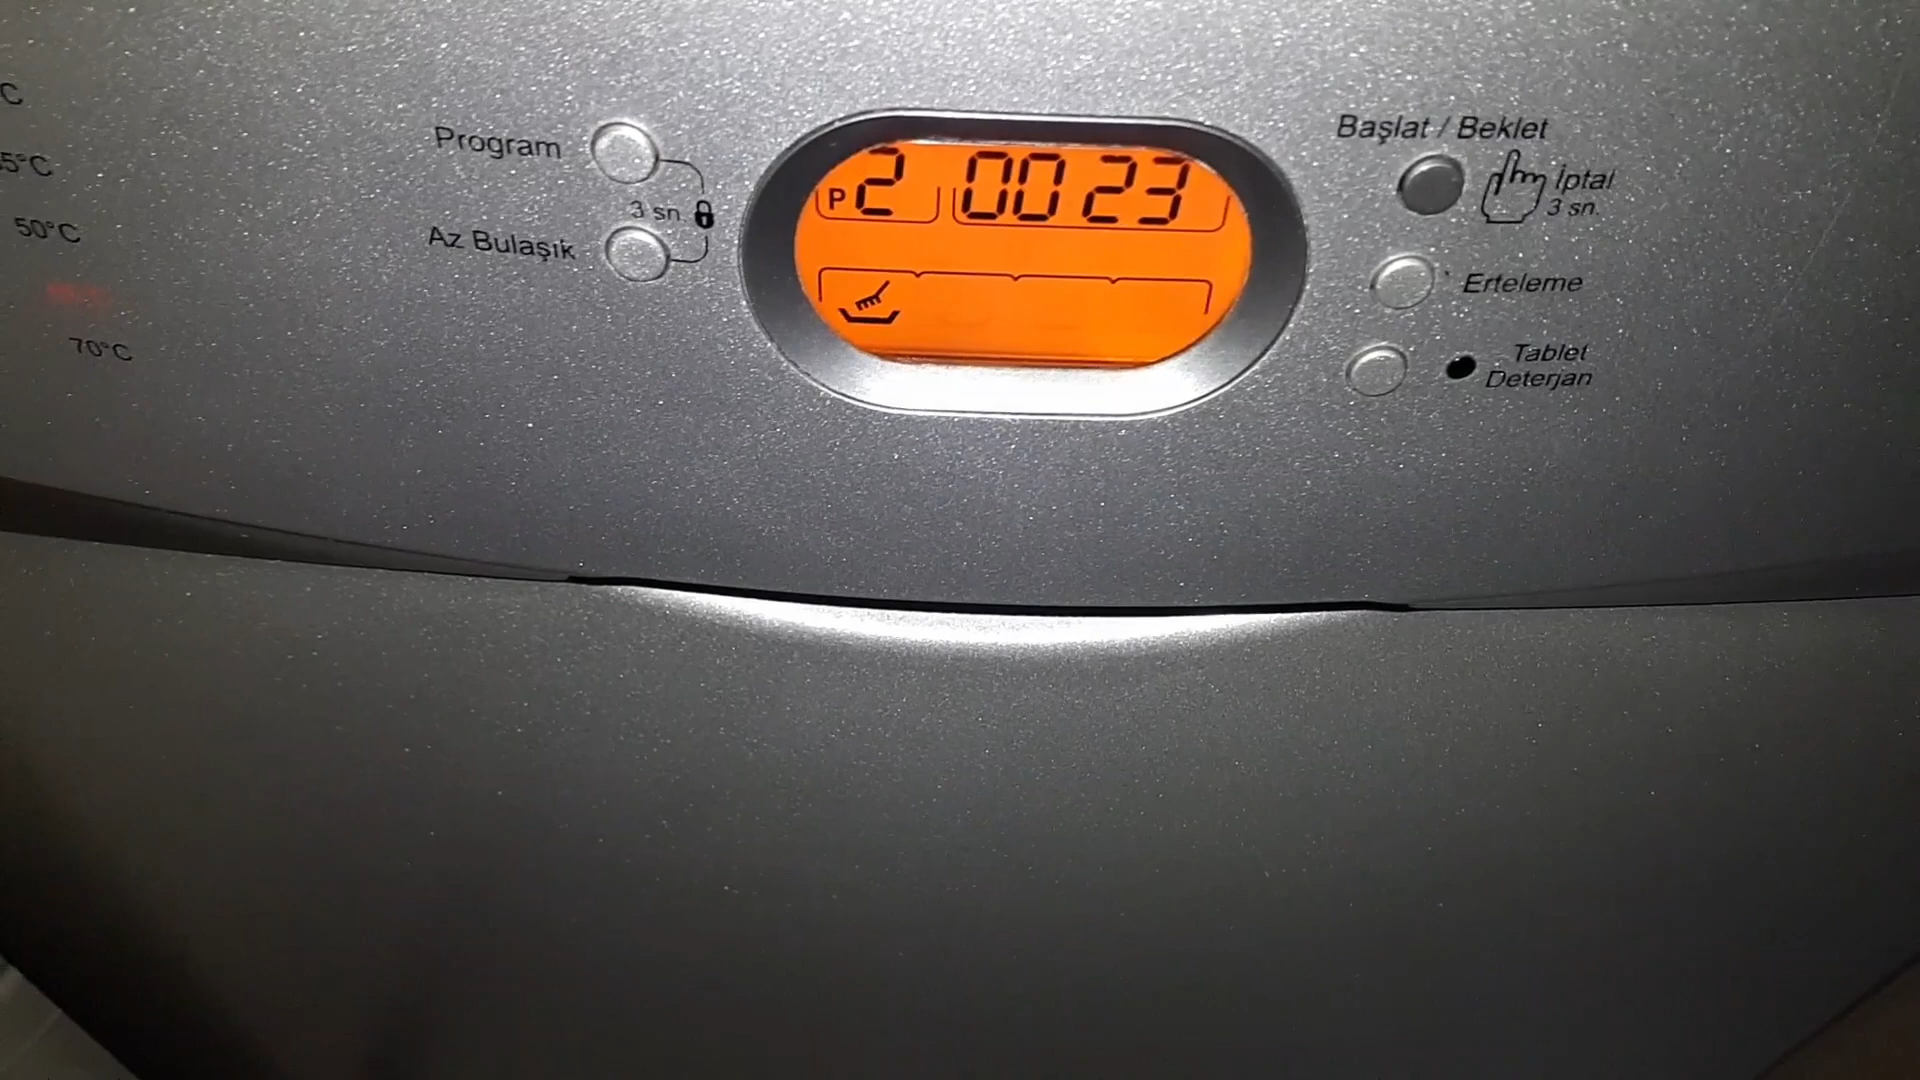 C
5°C
50°C
70°C
Program
3 sn.
Az Bulaşık
P 2 00 23
Başlat / Beklet
İptal
3 sn.
Erteleme
Tablet
Deterjan